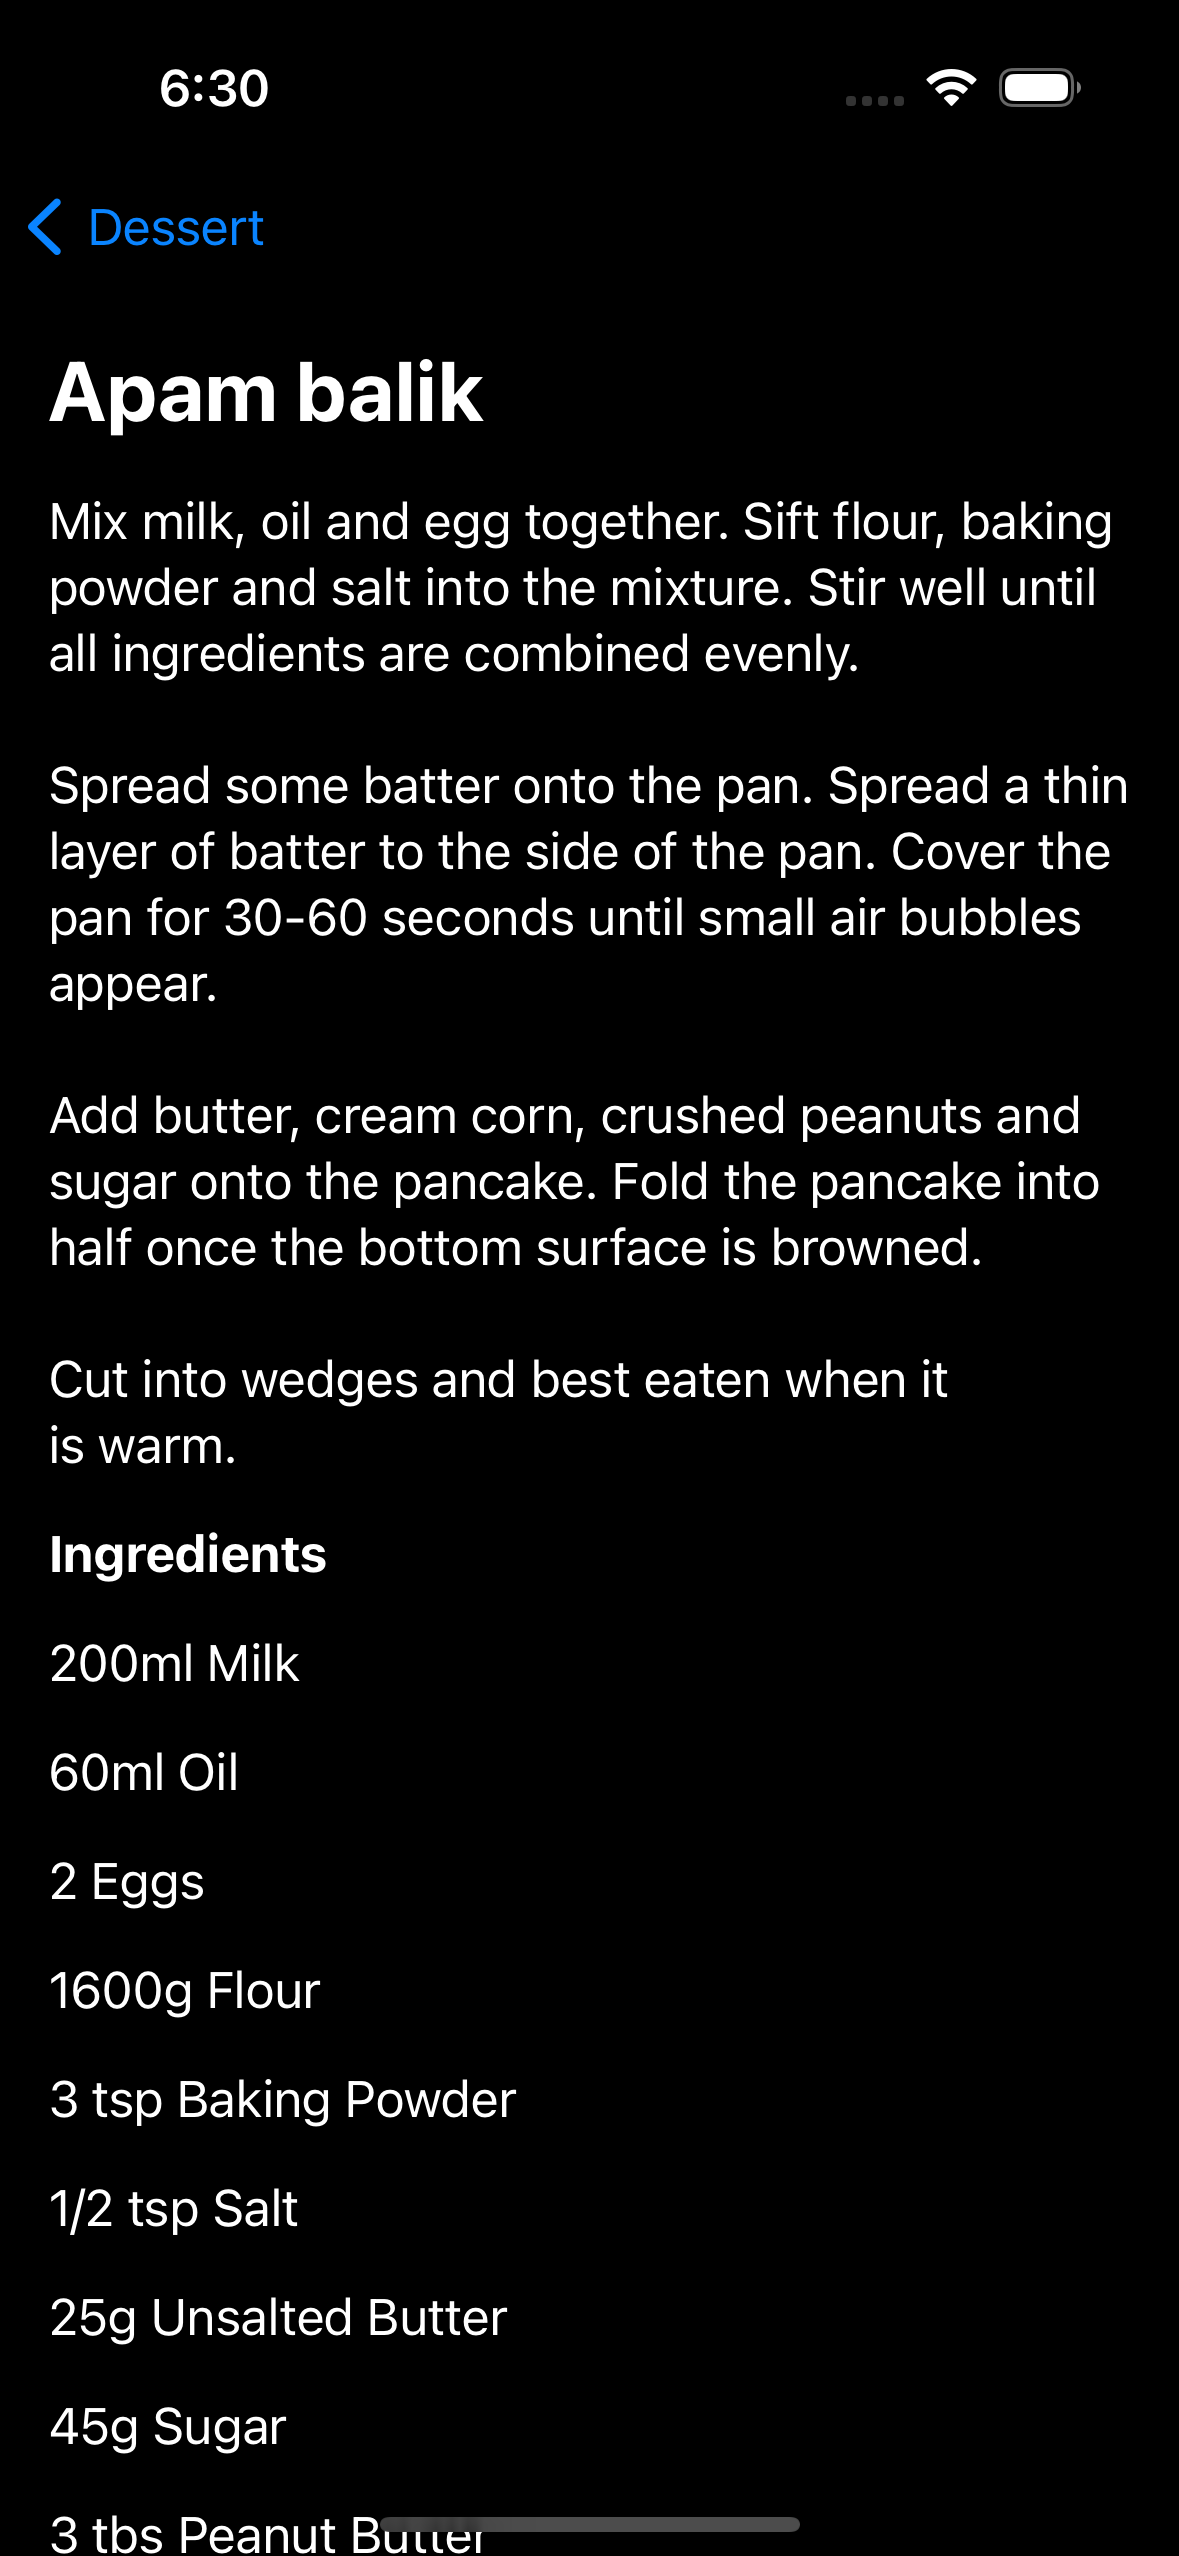 6:30
Dessert
Apam balik
Mix milk, oil and egg together. Sift flour, baking
powder and salt into the mixture. Stir well until
all ingredients are combined evenly.
Spread some batter onto the pan. Spread a thin
layer of batter to the side of the pan. Cover the
pan for 30-60 seconds until small air bubbles
appear.
Add butter, cream corn, crushed peanuts and
sugar onto the pancake. Fold the pancake into
half once the bottom surface is browned.
Cut into wedges and best eaten when it
is warm.
Ingredients
200ml Milk
60ml Oil
2 Eggs
1600g Flour
3 tsp Baking Powder
1/2 tsp Salt
25g Unsalted Butter
45g Sugar
3 tbs Peanut Butter